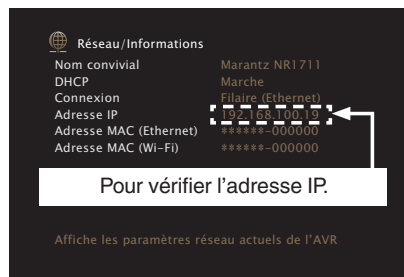 Réseau/Informations
Nom convivial Marantz NR1711
DHCP Marche
Connexion Filaire (Ethernet)
Adresse IP 192.168.100.19
Adresse MAC (Ethernet) ******-000000
Adresse MAC (Wi-Fi) ******-000000
Pour vérifier l’adresse IP.
Affiche les paramètres réseau actuels de l’AVR